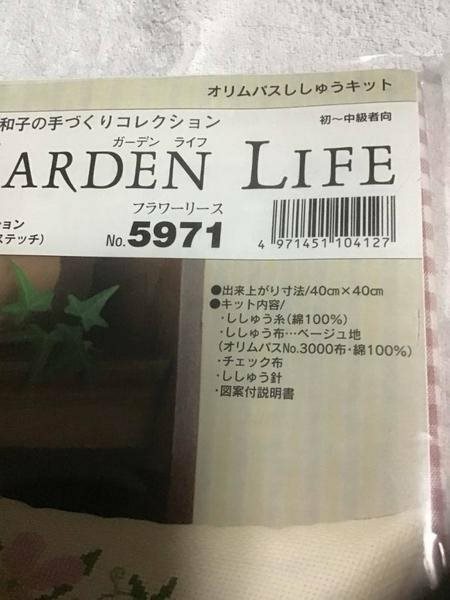 オリムパスししゅうキット
和子の手づくりコレクション
初〜中級者向
ガーデン ライフ
ARDEN LIFE
フラワーリース
ション
ステッチ)
No.5971
4 971451 104127
●出来上がり寸法/40cm×40cm
●キット内容/
・ししゅう糸(綿100%)
・ししゅう布…ベージュ地
(オリムパスNo.3000布・綿100%)
・チェック布
・ししゅう針
・図案付説明書